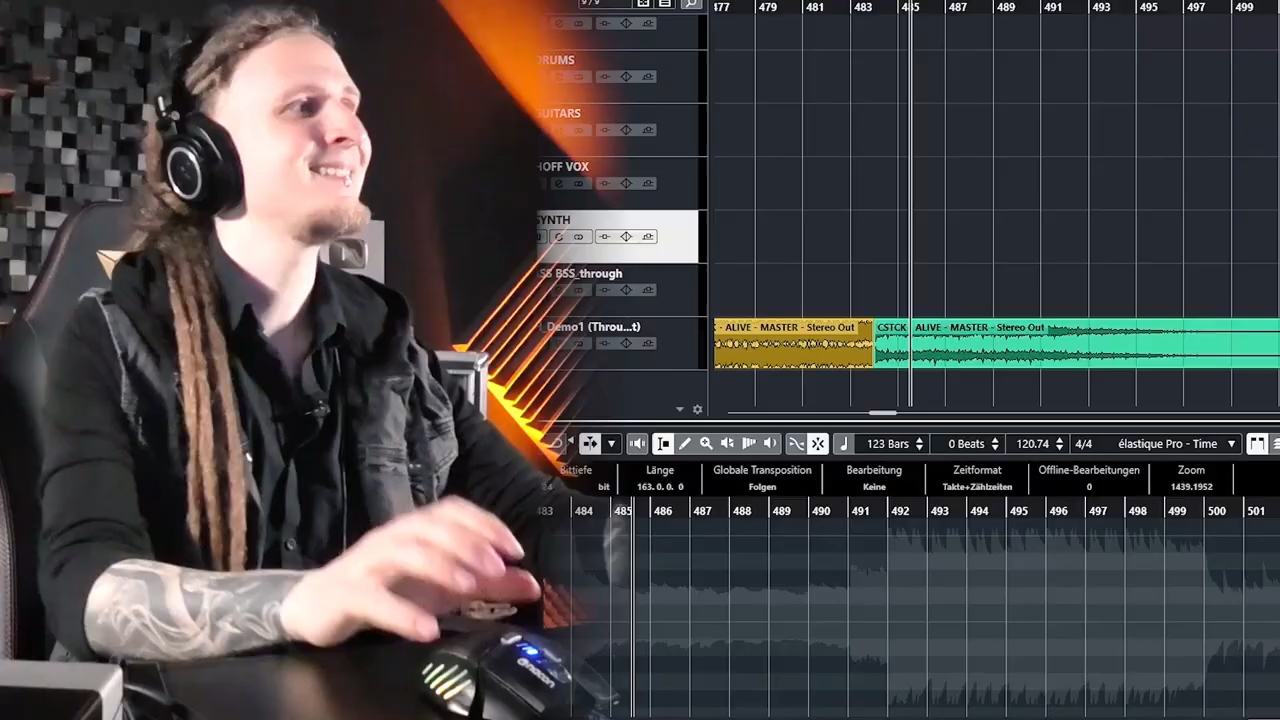 477 479 481 483 485 487 489 491 493 495 497 499
DRUMS
GUITARS
HOFF VOX
SYNTH
SS BSS_through
_Demo1 (Throu...t)
- ALIVE - MASTER - Stereo Out
CSTCK
ALIVE - MASTER - Stereo Out
123 Bars
0 Beats
120.74
4/4
élastique Pro - Time
Bittiefe
Länge
Globale Transposition
Bearbeitung
Zeitformat
Offline-Bearbeitungen
Zoom
bit
163. 0. 0. 0
Folgen
Keine
Takte+Zählzeiten
0
1439.1952
483 484 485 486 487 488 489 490 491 492 493 494 495 496 497 498 499 500 501
nacon